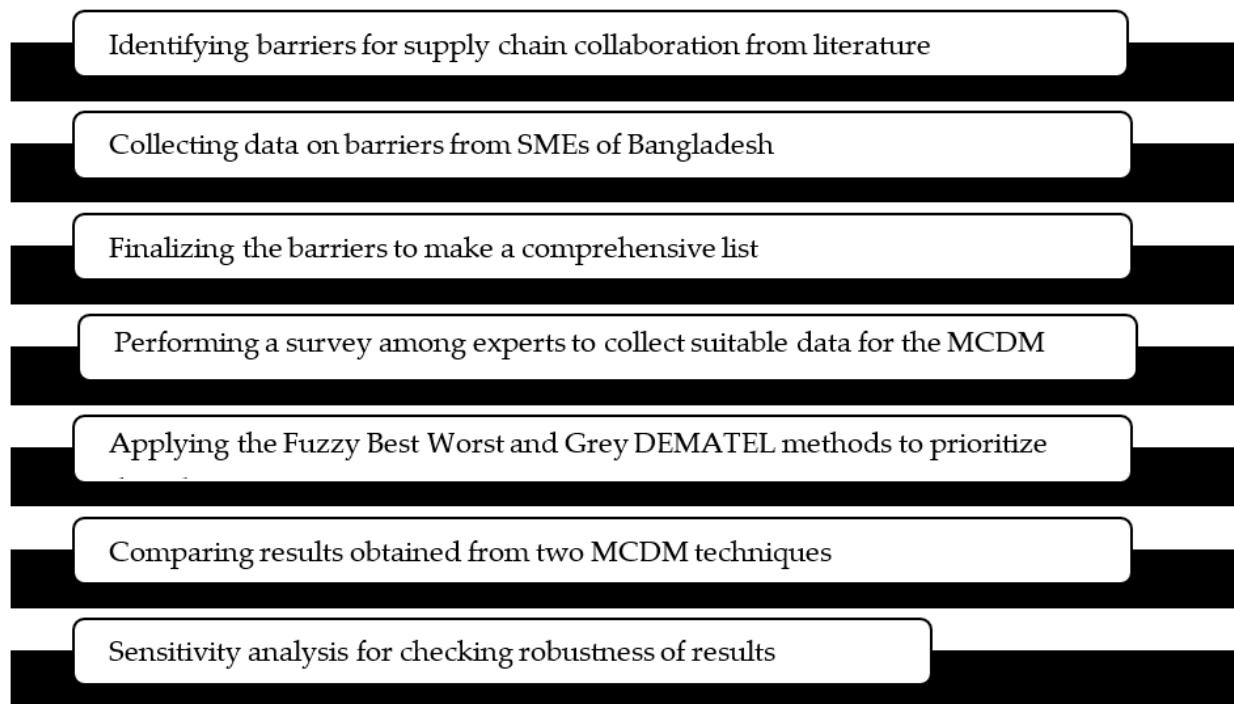 Identifying barriers for supply chain collaboration from literature
Collecting data on barriers from SMEs of Bangladesh
Finalizing the barriers to make a comprehensive list
Performing a survey among experts to collect suitable data for the MCDM
Applying the Fuzzy Best Worst and Grey DEMATEL methods to prioritize
Comparing results obtained from two MCDM techniques
Sensitivity analysis for checking robustness of results